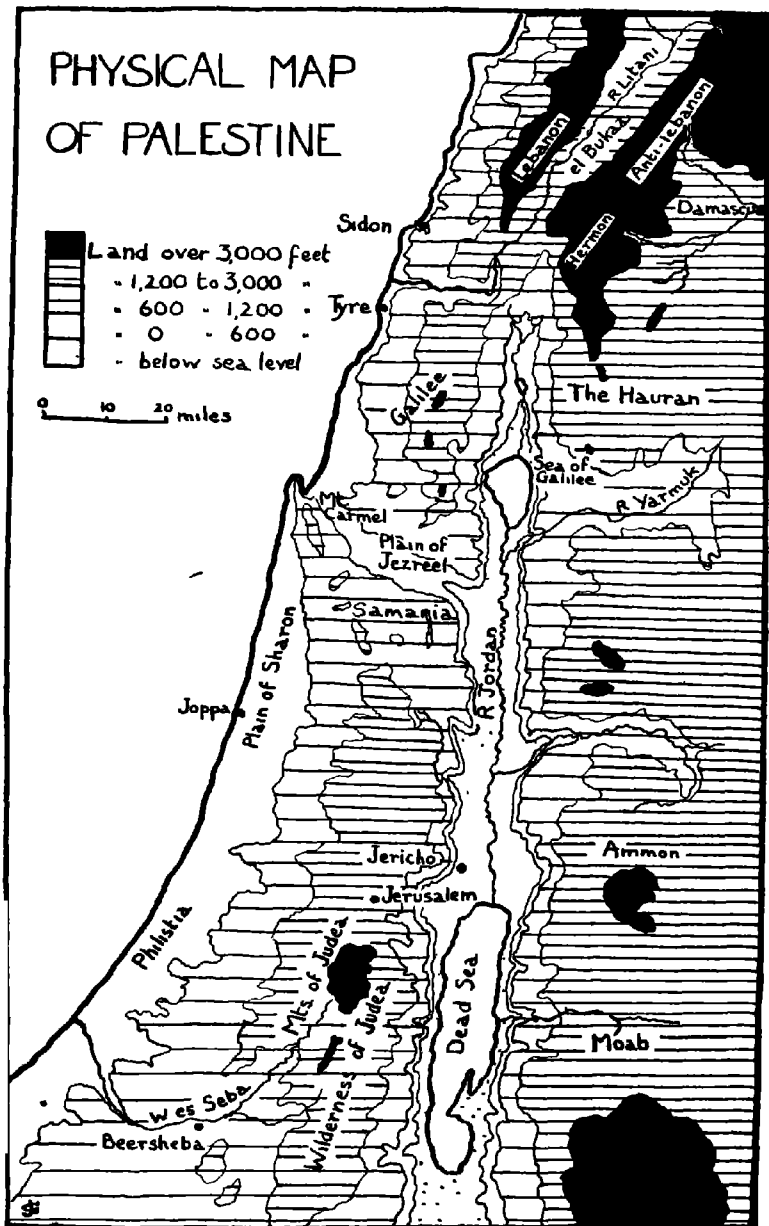 PHYSICAL MAP
OF PALESTINE
Land over 3,000 feet
" 1,200 to 3,000 "
" 600 " 1,200 "
" 0 " 600 "
" below sea level
0 10 20 miles
R Litani
Lebanon
el Bukaa
Anti-lebanon
Damascus
Sidon
Hermon
Tyre
Galilee
The Hauran
Sea of
Galilee
R Yarmuk
Mt.
Carmel
Plain of
Jezreel
Samaria
Plain of Sharon
R Jordan
Joppa
Jericho
Ammon
Jerusalem
Philistia
Mts. of Judea
Wilderness of Judea
Dead Sea
Moab
W es Seba
Beersheba